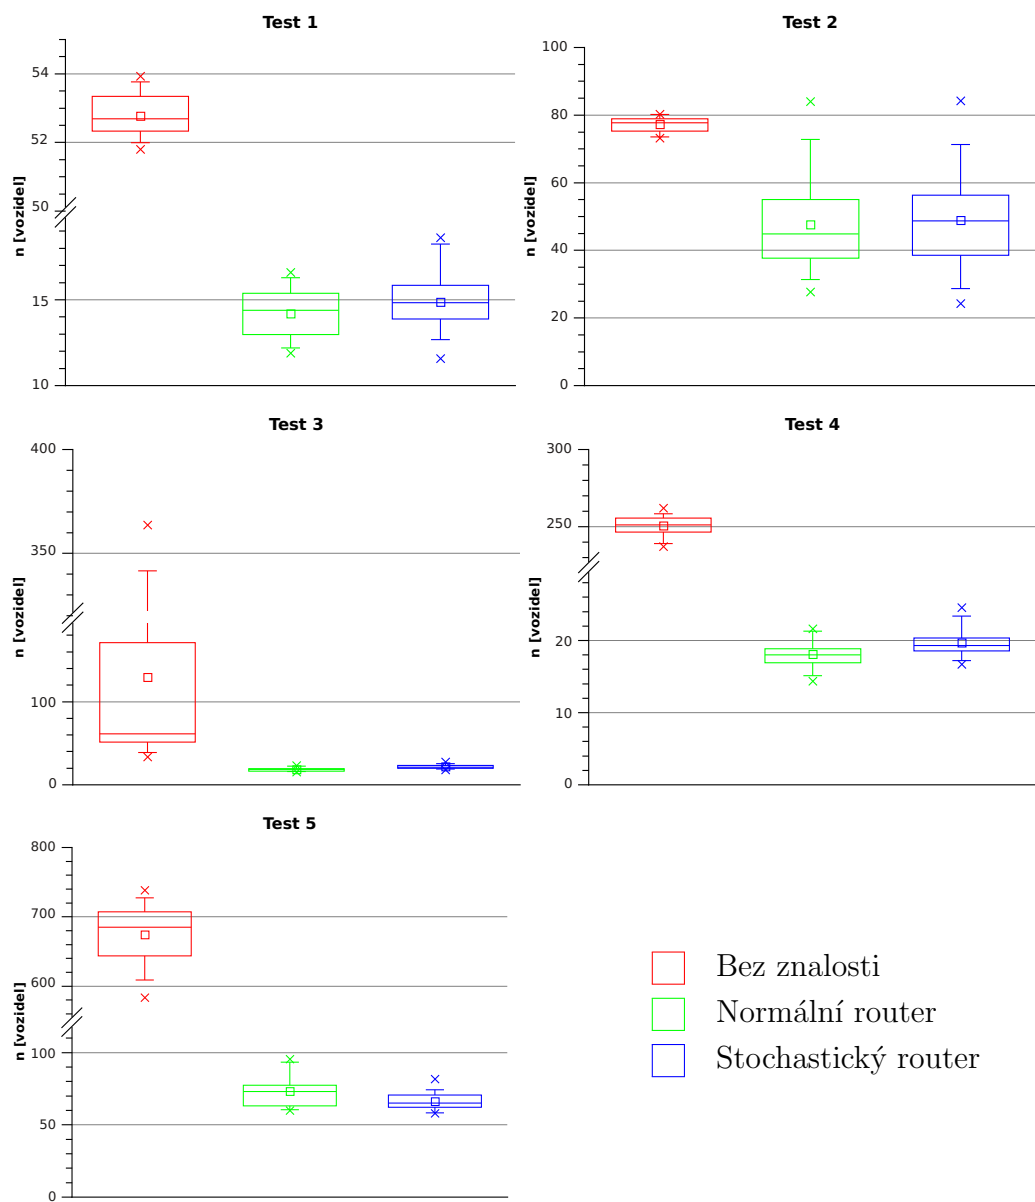 Test 1
54
52
50
15
10
n [vozidel]
Test 2
100
80
60
40
20
0
n [vozidel]
Test 3
400
350
100
0
n [vozidel]
Test 4
300
250
20
10
0
n [vozidel]
Test 5
800
700
600
100
50
0
n [vozidel]
Bez znalosti
Normální router
Stochastický router